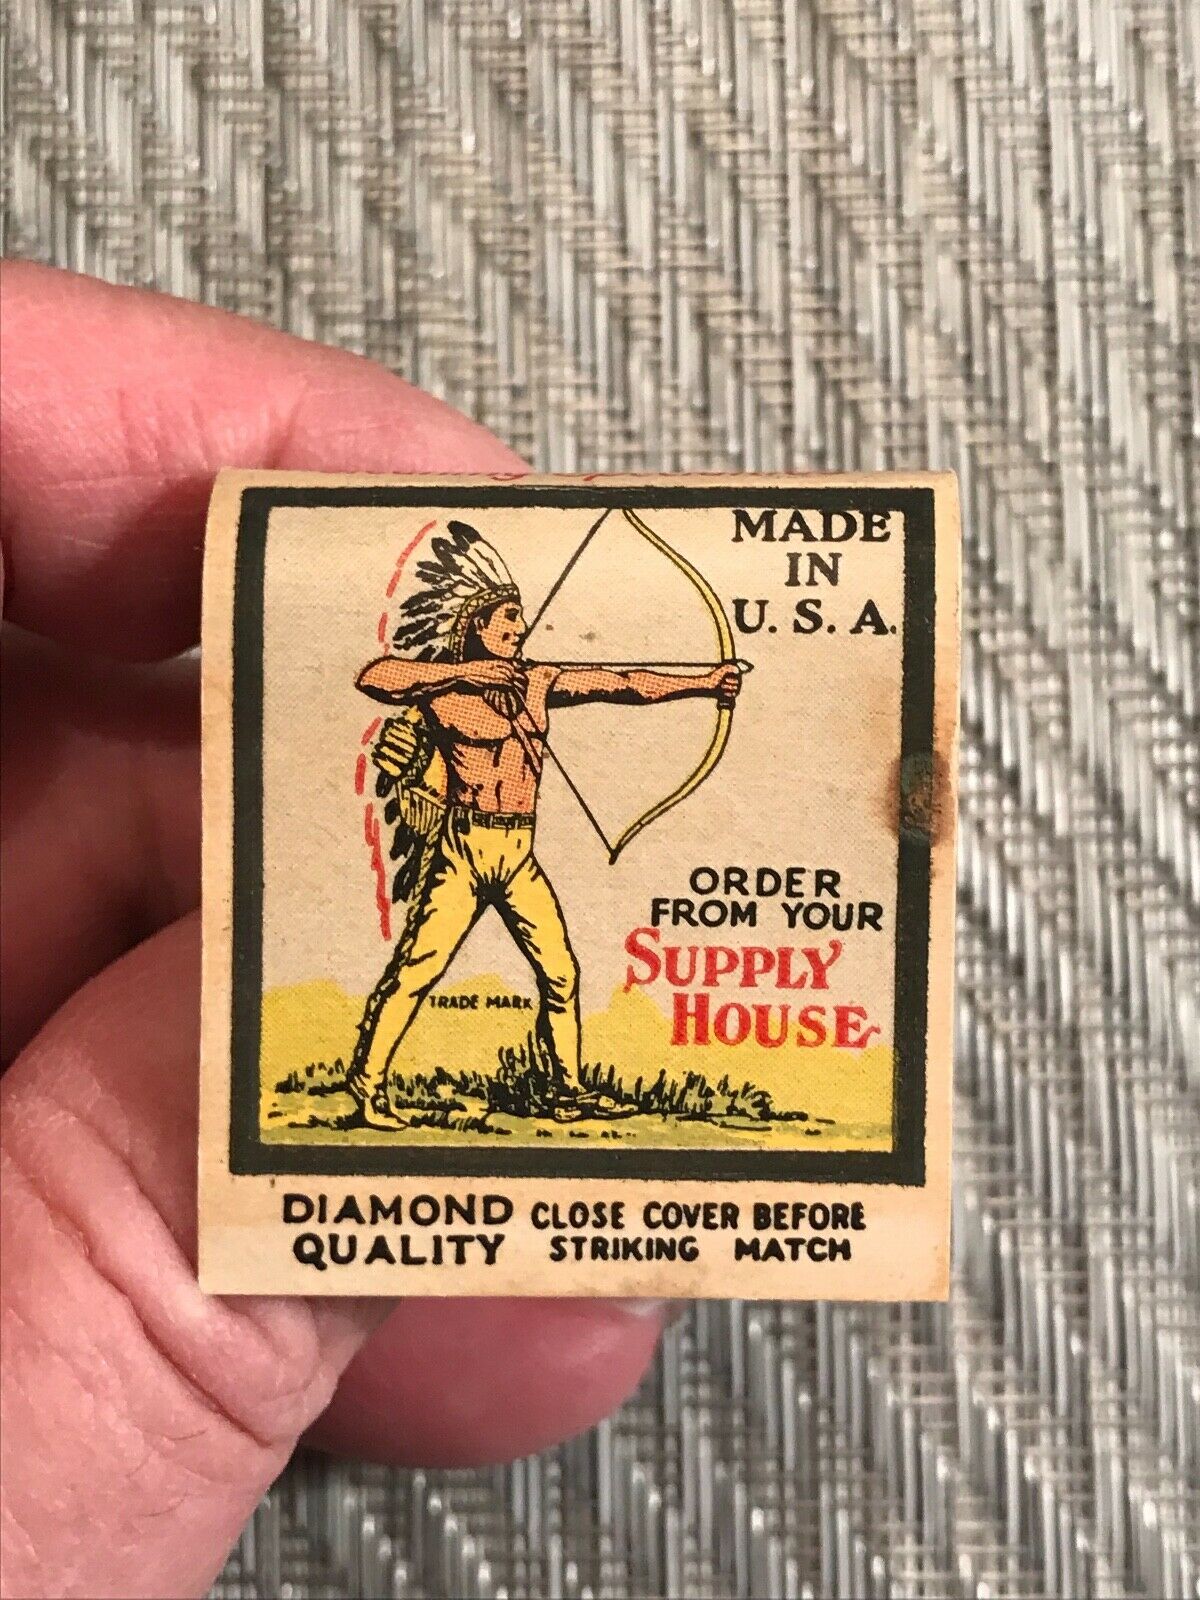 MADE
IN
U. S. A.
ORDER
FROM YOUR
SUPPLY
HOUSE
TRADE MARK
DIAMOND
QUALITY
CLOSE COVER BEFORE
STRIKING MATCH